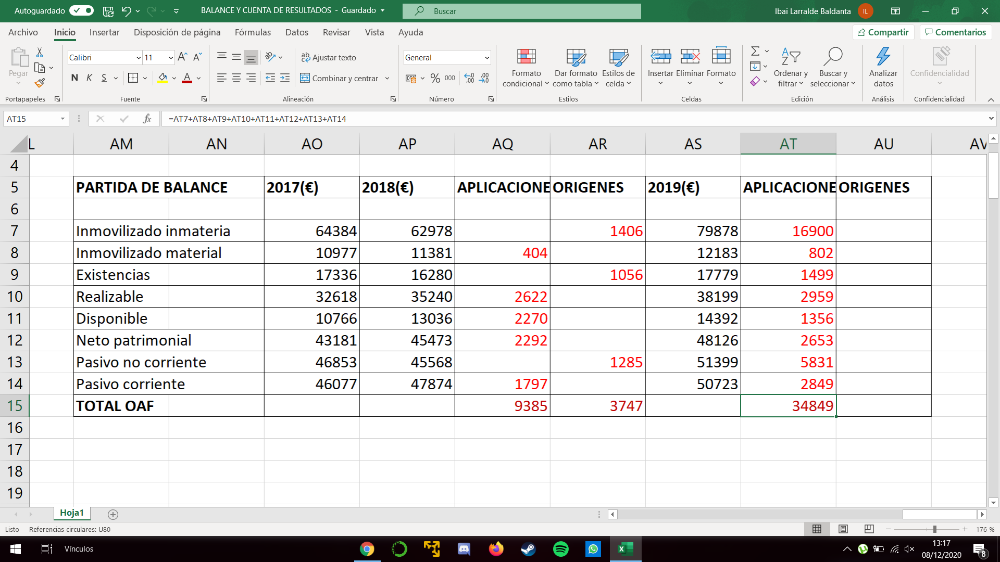 Autoguardado
BALANCE Y CUENTA DE RESULTADOS - Guardado
Buscar
Ibai Larralde Baldanta
IL
Archivo Inicio Insertar Disposición de página Fórmulas Datos Revisar Vista Ayuda
Compartir
Comentarios
Pegar
Portapapeles
Calibri 11
N K S
Fuente
Ajustar texto
Combinar y centrar
Alineación
General
% 000
Número
Formato condicional
Dar formato como tabla
Estilos de celda
Estilos
Insertar Eliminar Formato
Celdas
Ordenar y filtrar
Buscar y seleccionar
Edición
Analizar datos
Análisis
Confidencialidad
Confidencialidad
AT15
fx
=AT7+AT8+AT9+AT10+AT11+AT12+AT13+AT14
L AM AN AO AP AQ AR AS AT AU AV
4
5 PARTIDA DE BALANCE 2017(€) 2018(€) APLICACIONE ORIGENES 2019(€) APLICACIONE ORIGENES
6
7 Inmovilizado inmateria 64384 62978 1406 79878 16900
8 Inmovilizado material 10977 11381 404 12183 802
9 Existencias 17336 16280 1056 17779 1499
10 Realizable 32618 35240 2622 38199 2959
11 Disponible 10766 13036 2270 14392 1356
12 Neto patrimonial 43181 45473 2292 48126 2653
13 Pasivo no corriente 46853 45568 1285 51399 5831
14 Pasivo corriente 46077 47874 1797 50723 2849
15 TOTAL OAF 9385 3747 34849
16
17
18
19
Hoja1
Listo Referencias circulares: U80
176 %
Vínculos
13:17
08/12/2020
8